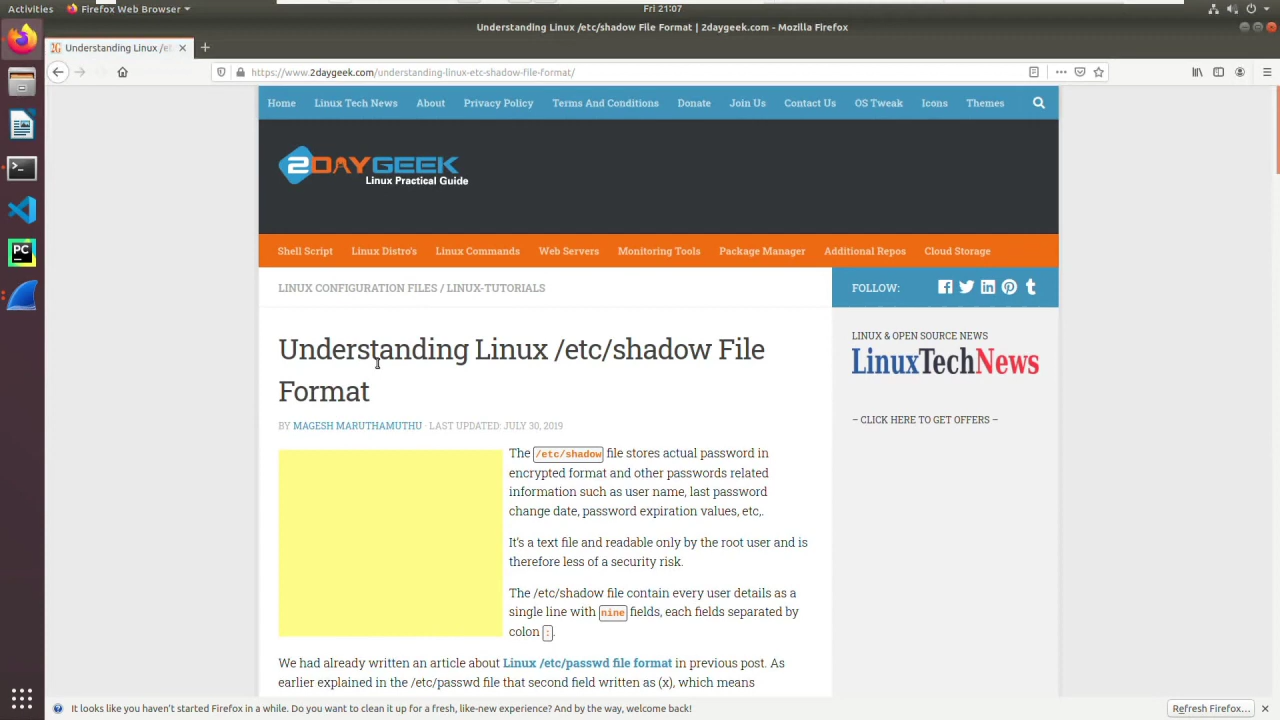 Activities Firefox Web Browser Fri 21:07
Understanding Linux /etc/shadow File Format | 2daygeek.com - Mozilla Firefox
Understanding Linux /et
https://www.2daygeek.com/understanding-linux-etc-shadow-file-format/
Home Linux Tech News About Privacy Policy Terms And Conditions Donate Join Us Contact Us OS Tweak Icons Themes
2DAYGEEK
Linux Practical Guide
Shell Script Linux Distro's Linux Commands Web Servers Monitoring Tools Package Manager Additional Repos Cloud Storage
LINUX CONFIGURATION FILES / LINUX-TUTORIALS
FOLLOW:
Understanding Linux /etc/shadow File
Format
BY MAGESH MARUTHAMUTHU · LAST UPDATED: JULY 30, 2019
The /etc/shadow file stores actual password in
encrypted format and other passwords related
information such as user name, last password
change date, password expiration values, etc,.
It's a text file and readable only by the root user and is
therefore less of a security risk.
The /etc/shadow file contain every user details as a
single line with nine fields, each fields separated by
colon :.
We had already written an article about Linux /etc/passwd file format in previous post. As
earlier explained in the /etc/passwd file that second field written as (x), which means
LINUX & OPEN SOURCE NEWS
LinuxTechNews
– CLICK HERE TO GET OFFERS –
PC
It looks like you haven't started Firefox in a while. Do you want to clean it up for a fresh, like-new experience? And by the way, welcome back!
Refresh Firefox...